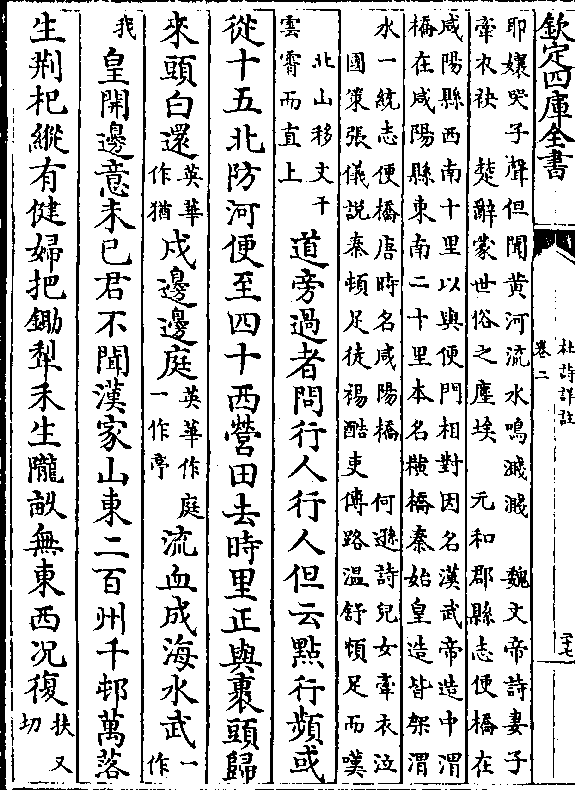 欽定四庫全書
杜詩詳註
卷二
耶孃哭子聲但聞黃河流水鳴濺濺 魏文帝詩妻子
牽衣袂 楚辭蒙世俗之塵埃 元和郡縣志便橋在
咸陽縣西南十里以與便門相對因名漢武帝造中渭
橋在咸陽縣東南二十里本名橫橋秦始皇造皆架渭
水一統志便橋唐時名咸陽橋 何遜詩兒女牽衣泣
國策張儀說秦頓足徒裼酷吏傳路溫舒頓足而嘆
北山移文干
雲霄而直上
道旁過者問行人行人但云點行頻或
從十五北防河便至四十西營田去時里正與裹頭歸
來頭白還英華作猶戍邊邊庭英華作庭一作亭流血成海水武一作
我皇開邊意未已君不聞漢家山東二百州千邨萬落
生荆杞縱有健婦把鋤犂禾生隴畝無東西况復扶又切